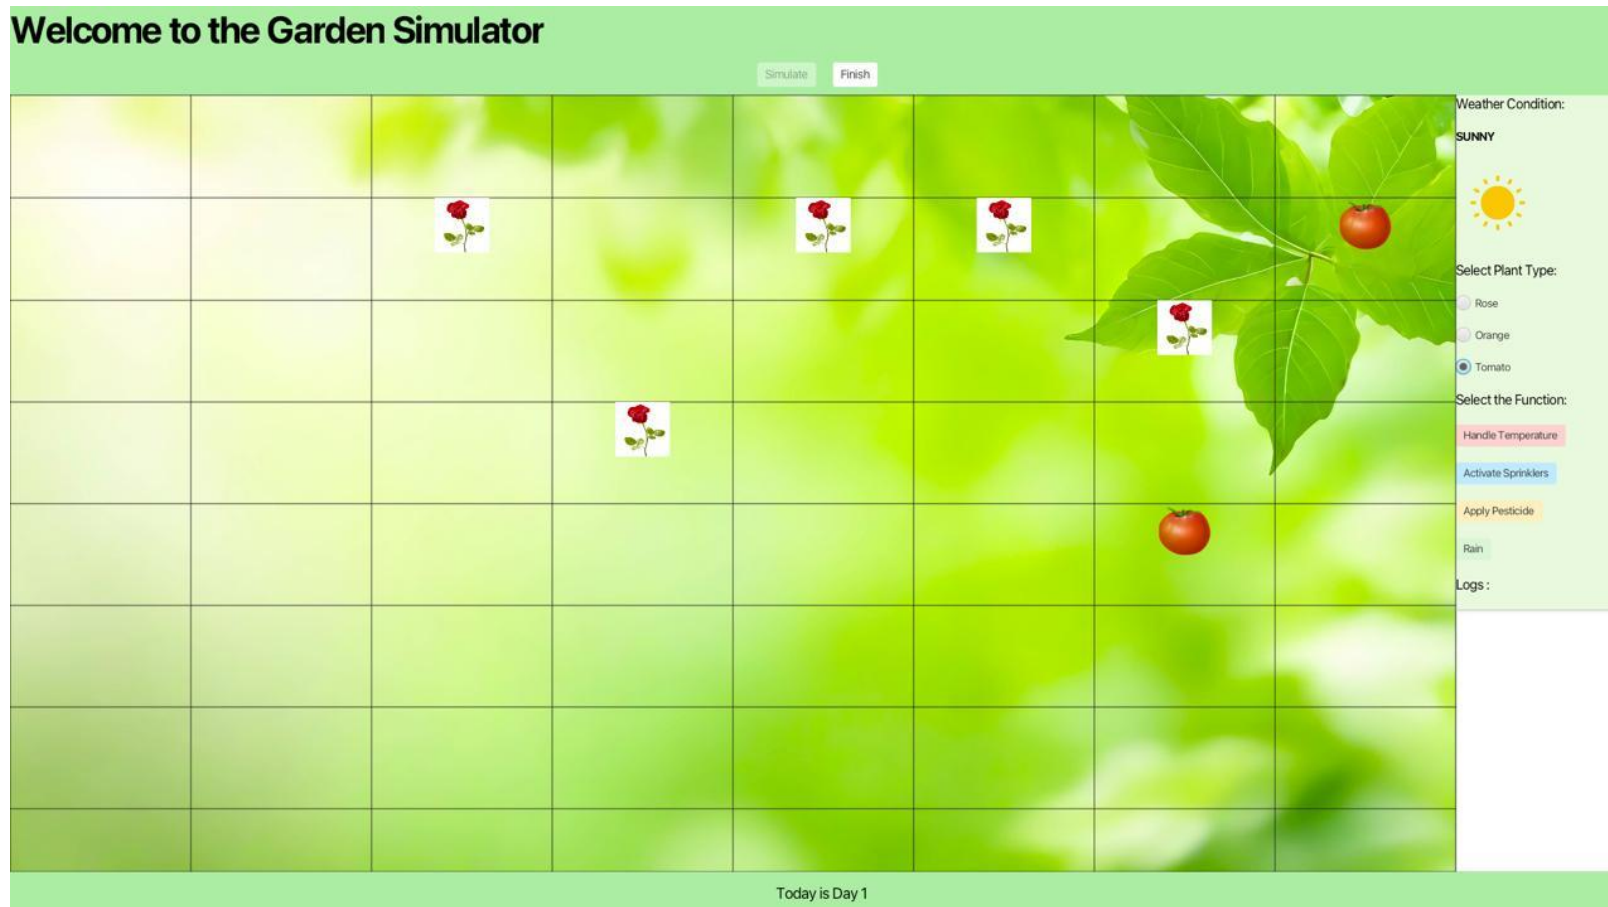 Welcome to the Garden Simulator
Simulate Finish
Weather Condition:
SUNNY
Select Plant Type:
Rose
Orange
Tomato
Select the Function:
Handle Temperature
Activate Sprinklers
Apply Pesticide
Rain
Logs :
Today is Day 1